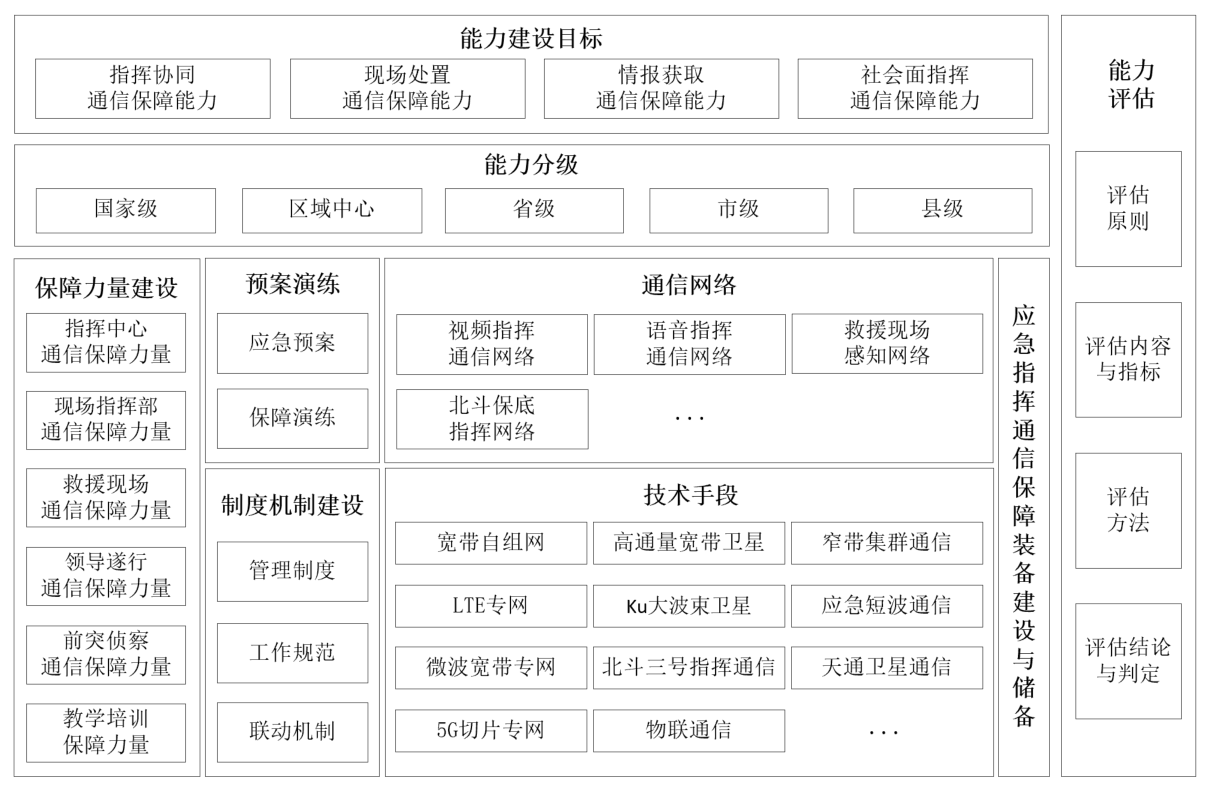 能力建设目标
指挥协同
通信保障能力
现场处置
通信保障能力
情报获取
通信保障能力
社会面指挥
通信保障能力
能力分级
国家级
区域中心
省级
市级
县级
保障力量建设
指挥中心
通信保障力量
现场指挥部
通信保障力量
救援现场
通信保障力量
领导遂行
通信保障力量
前突侦察
通信保障力量
教学培训
保障力量
预案演练
应急预案
保障演练
制度机制建设
管理制度
工作规范
联动机制
通信网络
视频指挥
通信网络
语音指挥
通信网络
救援现场
感知网络
北斗保底
指挥网络
...
技术手段
宽带自组网
高通量宽带卫星
窄带集群通信
LTE专网
Ku大波束卫星
应急短波通信
微波宽带专网
北斗三号指挥通信
天通卫星通信
5G切片专网
物联通信
...
应急指挥通信保障装备建设与储备
能力
评估
评估
原则
评估内容
与指标
评估
方法
评估结论
与判定